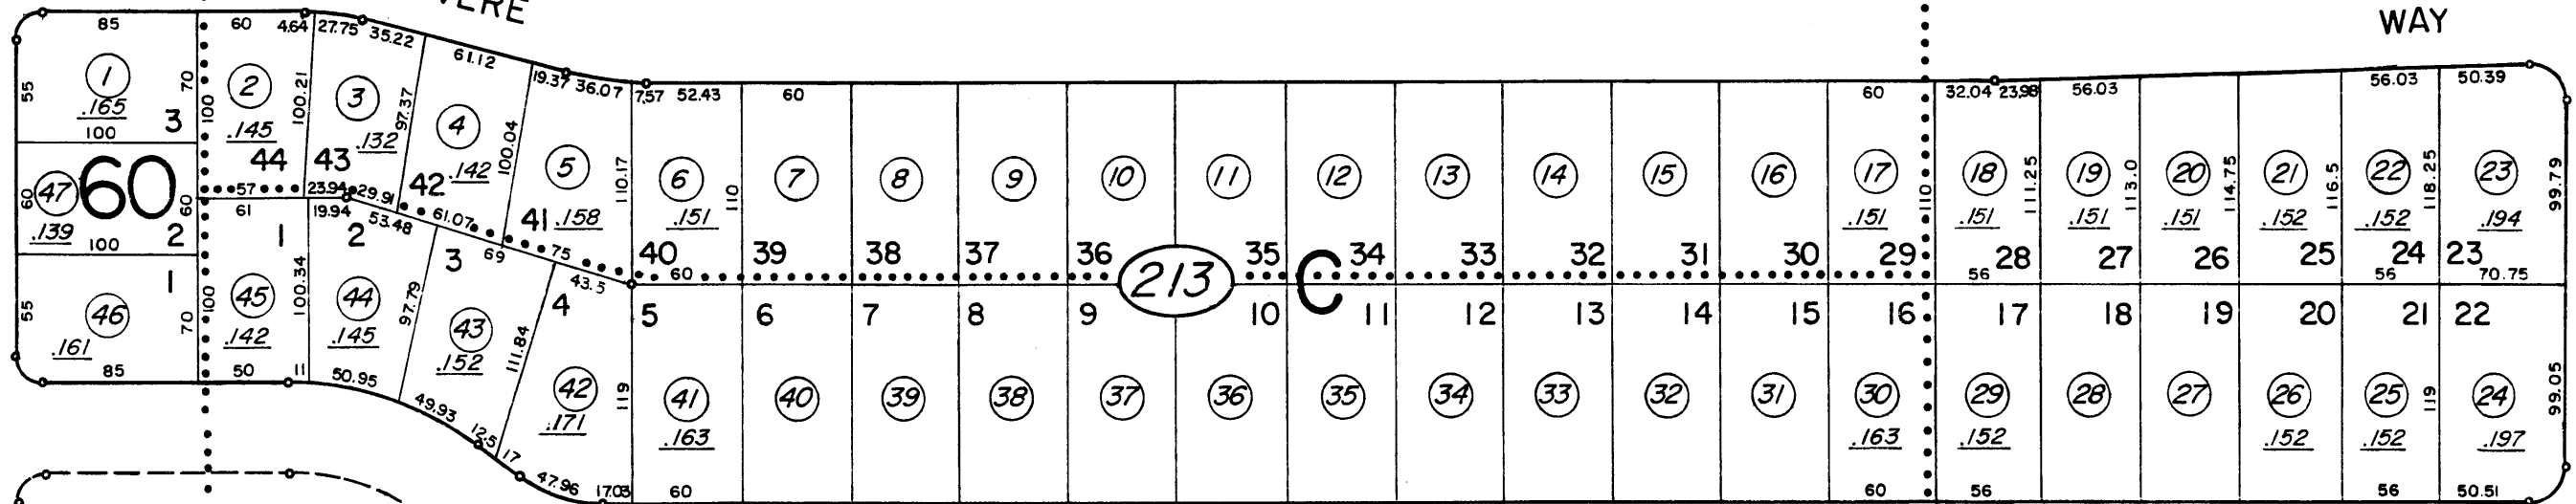 VERE
WAY
85 60 4.64 27.75 35.22 61.12 19.37 36.07 7.57 52.43 60 60 32.04 23.98 56.03 56.03 50.39
55 1 .165 70 3 100
100 2 .145 100.21 44
3 .132 97.37 43
4 .142 100.04 42
5 .158 110.17 41
6 .151 110 40
7 39
8 38
9 37
10 36
11 35
12 34
13 33
14 32
15 31
16 30
17 .151 110 29
18 .151 111.25 28
19 .151 113.0 27
20 .151 114.75 26
21 .152 116.5 25
22 .152 118.25 24
23 .194 99.79 23
60 47 .139 60 60 100 2
57 23.94 29.91 61.07 75 60 56 56 70.75
61 19.94 53.48 69 43.5
213 C
55 46 .161 70 1 85
100 45 .142 100.34 1 50 11
44 .145 97.79 2 50.95
43 .152 111.84 3 49.93 12.5
42 .171 119 4 17 47.96 17.03
5 41 .163 60
6 40
7 39
8 38
9 37
10 36
11 35
12 34
13 33
14 32
15 31
16 30 .163 60
17 29 .152 56
18 28
19 27
20 26 .152
21 25 .152 119 56
22 24 .197 99.05 50.51